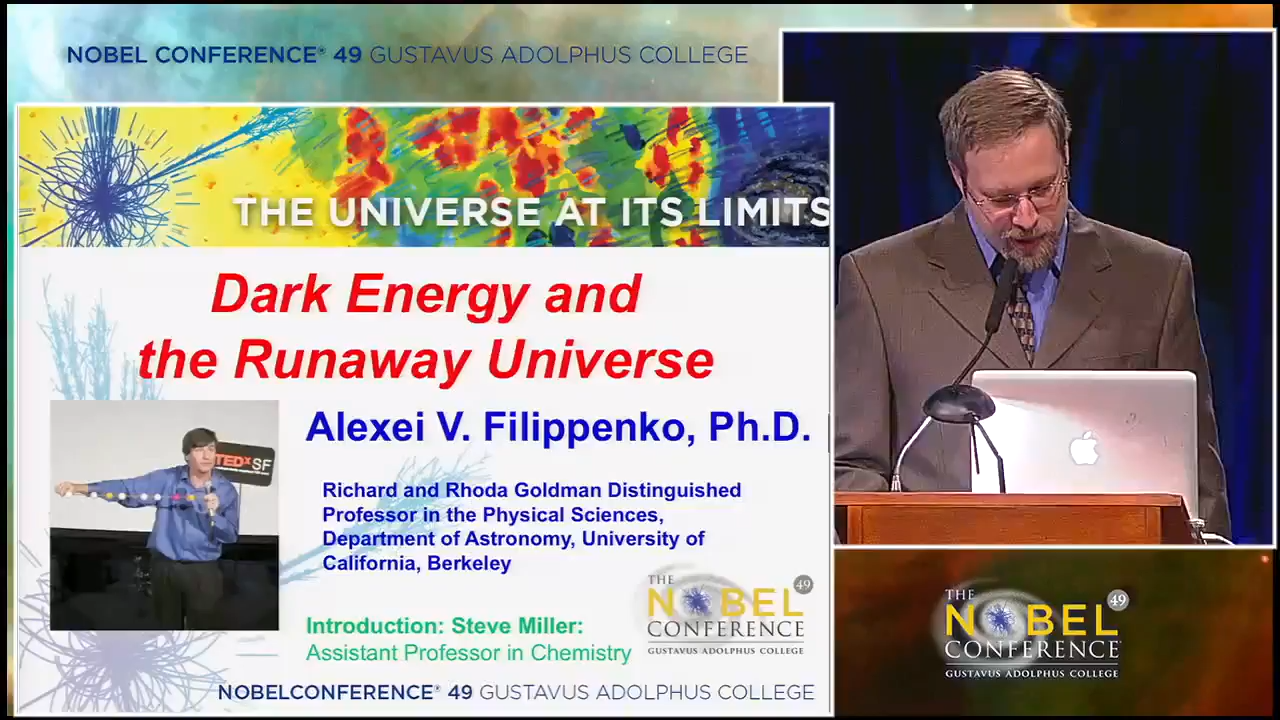 NOBEL CONFERENCE® 49 GUSTAVUS ADOLPHUS COLLEGE
THE UNIVERSE AT ITS LIMITS
Dark Energy and
the Runaway Universe
Alexei V. Filippenko, Ph.D.
TEDxSF
Richard and Rhoda Goldman Distinguished
Professor in the Physical Sciences,
Department of Astronomy, University of
California, Berkeley
Introduction: Steve Miller:
Assistant Professor in Chemistry
THE
NOBEL 49
CONFERENCE
GUSTAVUS ADOLPHUS COLLEGE
NOBELCONFERENCE® 49 GUSTAVUS ADOLPHUS COLLEGE
THE
NOBEL 49
CONFERENCE
GUSTAVUS ADOLPHUS COLLEGE